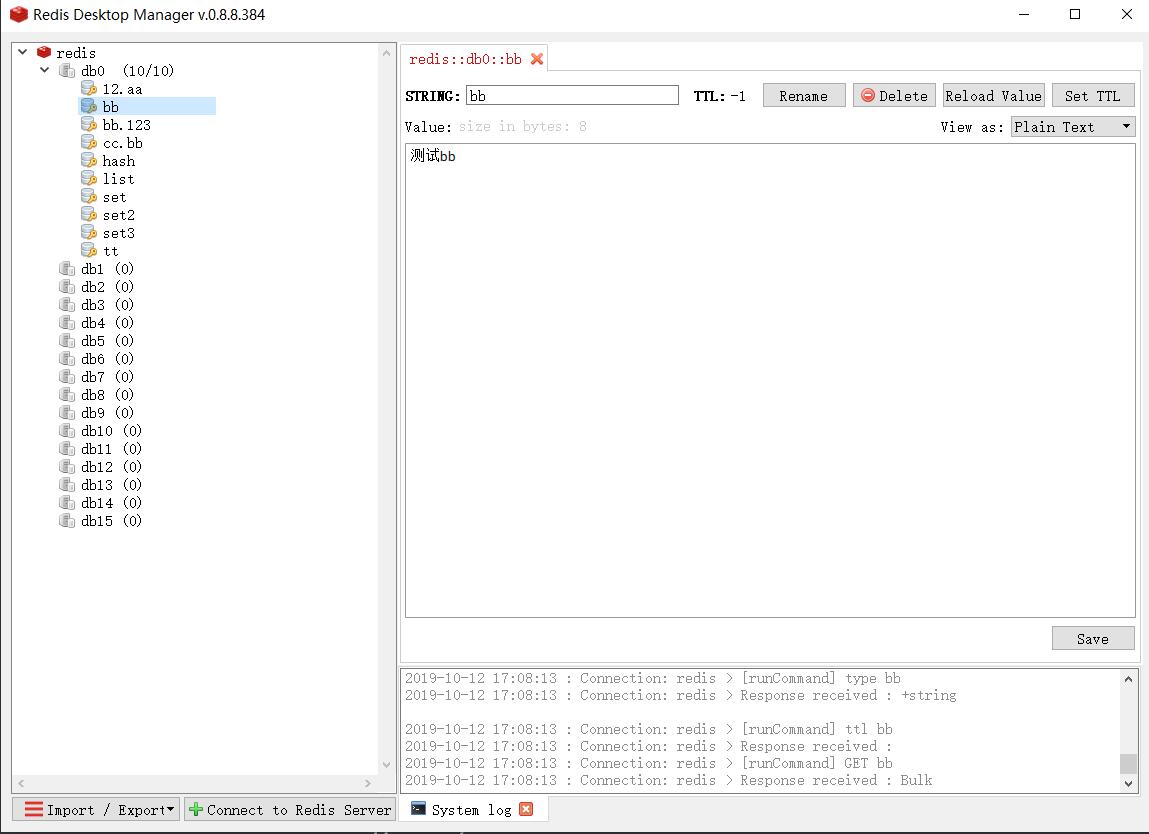 Redis Desktop Manager v.0.8.8.384
redis
db0 (10/10)
12.aa
bb
bb.123
cc.bb
hash
list
set
set2
set3
tt
db1 (0)
db2 (0)
db3 (0)
db4 (0)
db5 (0)
db6 (0)
db7 (0)
db8 (0)
db9 (0)
db10 (0)
db11 (0)
db12 (0)
db13 (0)
db14 (0)
db15 (0)
Import / Export
Connect to Redis Server
redis::db0::bb
STRING: bb TTL: -1 Rename Delete Reload Value Set TTL
Value: size in bytes: 8 View as: Plain Text
测试bb
Save
2019-10-12 17:08:13 : Connection: redis > [runCommand] type bb
2019-10-12 17:08:13 : Connection: redis > Response received : +string
2019-10-12 17:08:13 : Connection: redis > [runCommand] ttl bb
2019-10-12 17:08:13 : Connection: redis > Response received :
2019-10-12 17:08:13 : Connection: redis > [runCommand] GET bb
2019-10-12 17:08:13 : Connection: redis > Response received : Bulk
System log